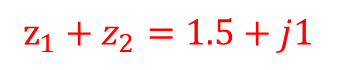 z₁ + z₂ = 1.5 + j1